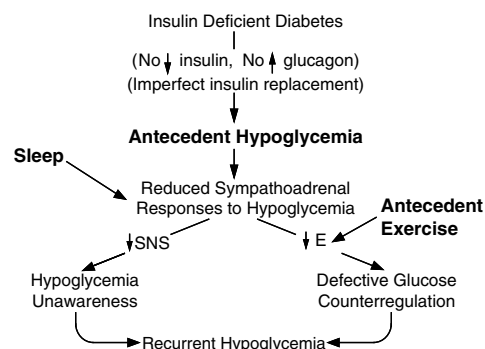 Insulin Deficient Diabetes
(No ↓ insulin, No ↑ glucagon)
(Imperfect insulin replacement)
Antecedent Hypoglycemia
Sleep
Reduced Sympathoadrenal
Responses to Hypoglycemia
Antecedent
Exercise
↓SNS
↓ E
Hypoglycemia
Unawareness
Defective Glucose
Counterregulation
Recurrent Hypoglycemia